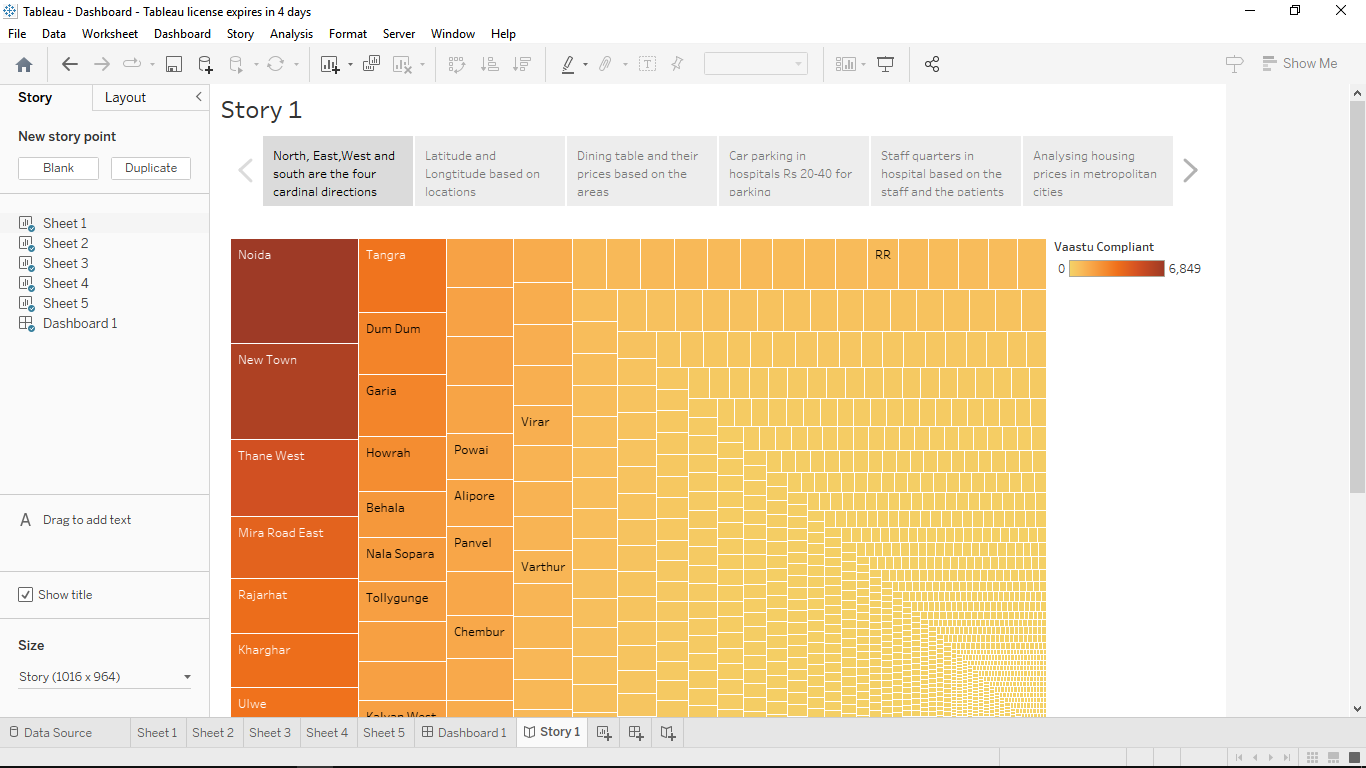 Tableau - Dashboard - Tableau license expires in 4 days
File Data Worksheet Dashboard Story Analysis Format Server Window Help
Show Me
Story Layout
New story point
Blank Duplicate
Sheet 1
Sheet 2
Sheet 3
Sheet 4
Sheet 5
Dashboard 1
A Drag to add text
Show title
Size
Story (1016 x 964)
Story 1
North, East,West and
south are the four
cardinal directions
Latitude and
Longtitude based on
locations
Dining table and their
prices based on the
areas
Car parking in
hospitals Rs 20-40 for
parking
Staff quarters in
hospital based on the
staff and the patients
Analysing housing
prices in metropolitan
cities
Noida
New Town
Thane West
Mira Road East
Rajarhat
Kharghar
Ulwe
Tangra
Dum Dum
Garia
Howrah
Behala
Nala Sopara
Tollygunge
Kalyan West
Powai
Alipore
Panvel
Chembur
Virar
Varthur
RR
Vaastu Compliant
0 6,849
Data Source Sheet 1 Sheet 2 Sheet 3 Sheet 4 Sheet 5 Dashboard 1 Story 1